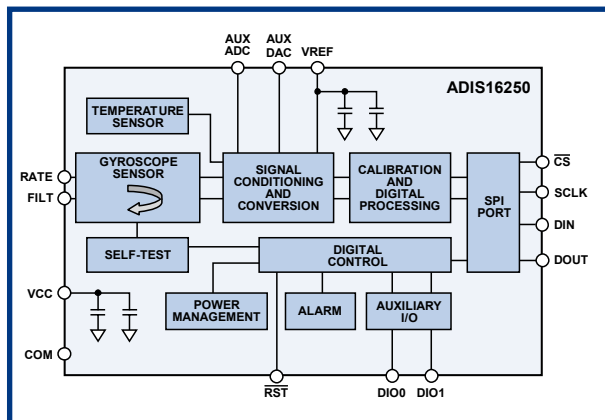 AUX
ADC
AUX
DAC
VREF
ADIS16250
TEMPERATURE
SENSOR
GYROSCOPE
SENSOR
SIGNAL
CONDITIONING
AND
CONVERSION
CALIBRATION
AND
DIGITAL
PROCESSING
SPI
PORT
RATE
FILT
CS
SCLK
DIN
DOUT
SELF-TEST
DIGITAL
CONTROL
VCC
POWER
MANAGEMENT
ALARM
AUXILIARY
I/O
COM
RST
DIO0
DIO1